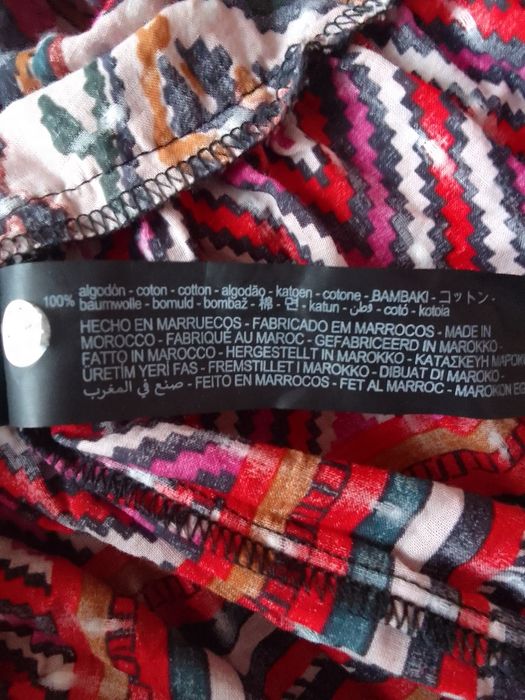 100% algodón - coton - cotton - algodão - katoen - cotone - BAMBAKI - コットン -
baumwolle - bomuld - bombaž - 棉 - 면 - katun - قطن - cotó - kotoia
HECHO EN MARRUECOS - FABRICADO EM MARROCOS - MADE IN
MOROCCO - FABRIQUÉ AU MAROC - GEFABRICEERD IN MAROKKO -
FATTO IN MAROCCO - HERGESTELLT IN MAROKKO - ΚΑΤΑΣΚΕΥΗ ΜΑΡΟΚΟ
ÜRETİM YERİ FAS - FREMSTILLET I MAROKKO - DIBUAT DI MAROKO -
صنع في المغرب - FEITO EN MARROCOS - FET AL MARROC - MAROKON